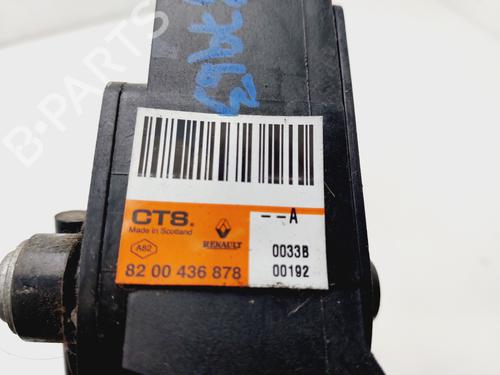 B-PARTS
CTS.
Made in Scotland
--A
A82
RENAULT
0033B
82 00 436 878
00192